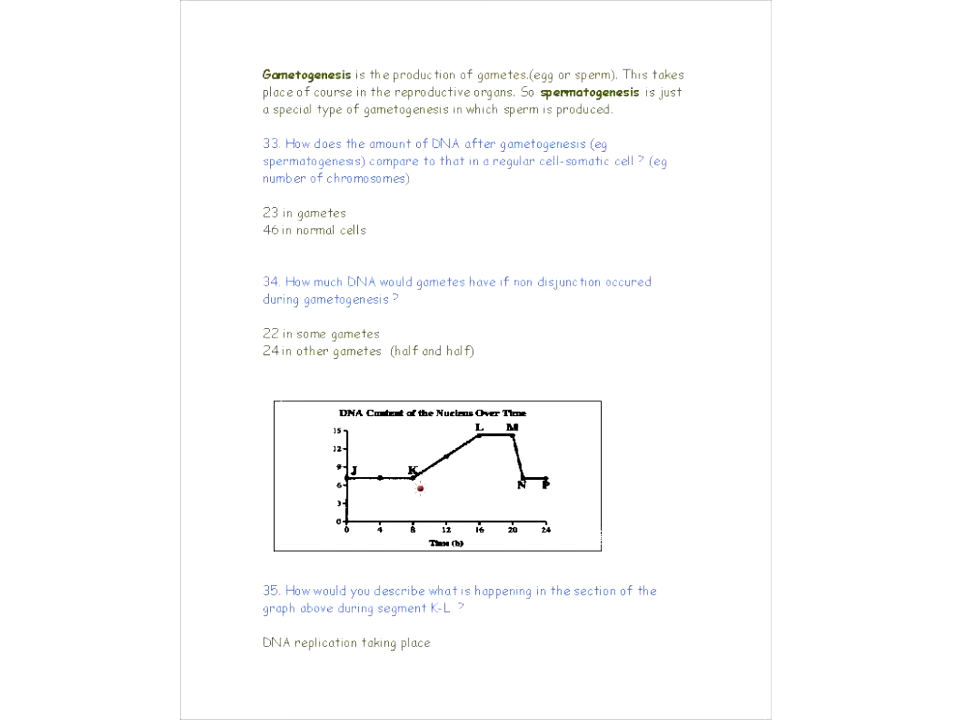 Gametogenesis is the production of gametes.(egg or sperm). This takes
place of course in the reproductive organs. So spermatogenesis is just
a special type of gametogenesis in which sperm is produced.
33. How does the amount of DNA after gametogenesis (eg
spermatogenesis) compare to that in a regular cell-somatic cell ? (eg
number of chromosomes)
23 in gametes
46 in normal cells
34. How much DNA would gametes have if non disjunction occured
during gametogenesis ?
22 in some gametes
24 in other gametes (half and half)
DNA Content of the Nucleus Over Time
15
12
9
6
3
0
J
K
L
M
N
P
0 4 8 12 16 20 24
Time (h)
35. How would you describe what is happening in the section of the
graph above during segment K-L ?
DNA replication taking place